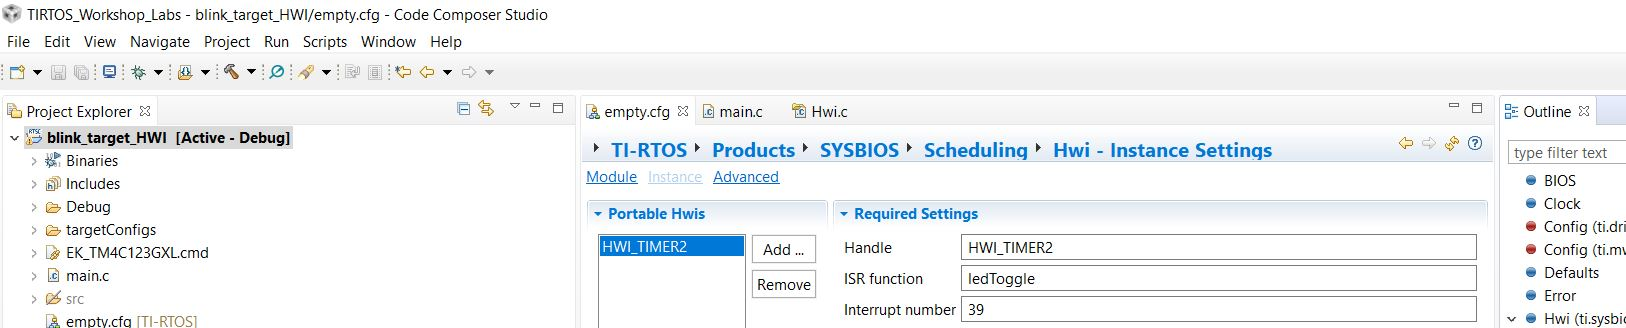 TIRTOS_Workshop_Labs - blink_target_HWI/empty.cfg - Code Composer Studio
File Edit View Navigate Project Run Scripts Window Help
Project Explorer
blink_target_HWI [Active - Debug]
Binaries
Includes
Debug
targetConfigs
EK_TM4C123GXL.cmd
main.c
src
empty.cfg [TI-RTOS]
empty.cfg main.c Hwi.c
TI-RTOS Products SYSBIOS Scheduling Hwi - Instance Settings
Module Instance Advanced
Portable Hwis
HWI_TIMER2
Add ...
Remove
Required Settings
Handle HWI_TIMER2
ISR function ledToggle
Interrupt number 39
Outline
type filter text
BIOS
Clock
Config (ti.dri
Config (ti.mw
Defaults
Error
Hwi (ti.sysbio